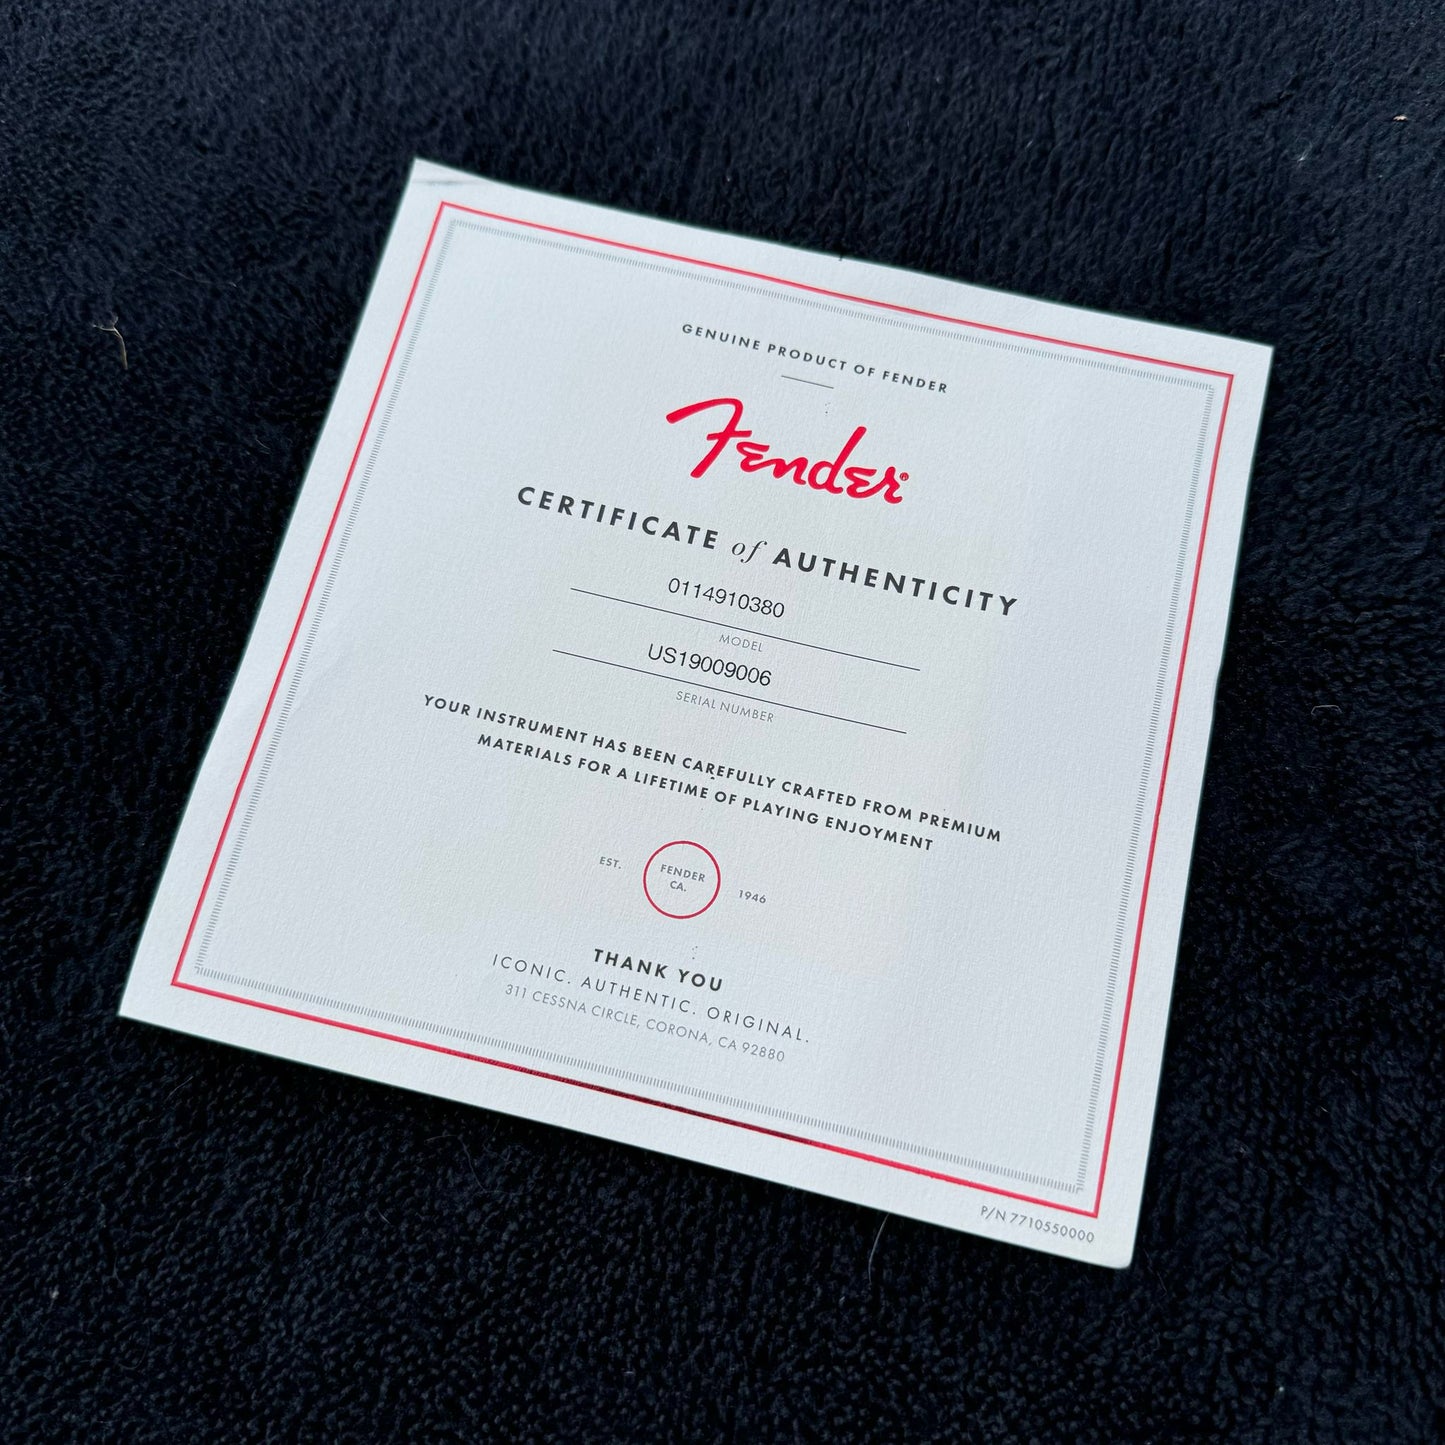 GENUINE PRODUCT OF FENDER
Fender®
CERTIFICATE of AUTHENTICITY
0114910380
MODEL
US19009006
SERIAL NUMBER
YOUR INSTRUMENT HAS BEEN CAREFULLY CRAFTED FROM PREMIUM
MATERIALS FOR A LIFETIME OF PLAYING ENJOYMENT
EST. FENDER CA. 1946
THANK YOU
ICONIC. AUTHENTIC. ORIGINAL.
311 CESSNA CIRCLE, CORONA, CA 92880
P/N 7710550000